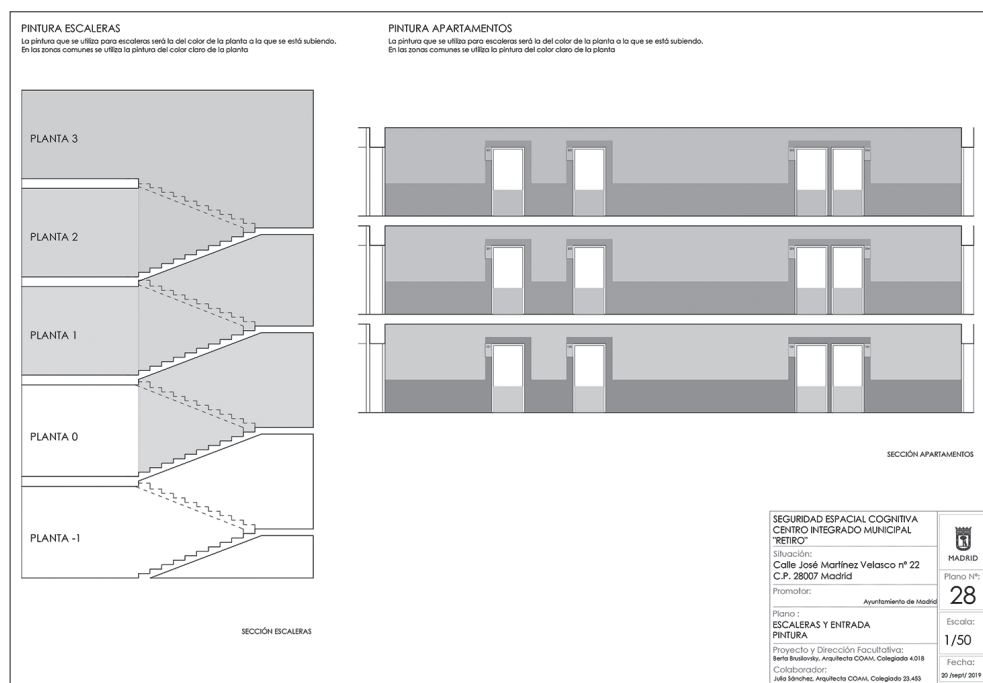 PINTURA ESCALERAS
La pintura que se utiliza para escaleras será la del color de la planta a la que se está subiendo.
En las zonas comunes se utiliza la pintura del color claro de la planta
PINTURA APARTAMENTOS
La pintura que se utiliza para escaleras será la del color de la planta a la que se está subiendo.
En las zonas comunes se utiliza la pintura del color claro de la planta
PLANTA 3
PLANTA 2
PLANTA 1
PLANTA 0
PLANTA -1
SECCIÓN ESCALERAS
SECCIÓN APARTAMENTOS
SEGURIDAD ESPACIAL COGNITIVA
CENTRO INTEGRADO MUNICIPAL
"RETIRO"
Situación:
Calle José Martínez Velasco nº 22
C.P. 28007 Madrid
Promotor:
Ayuntamiento de Madrid
Plano :
ESCALERAS Y ENTRADA
PINTURA
Proyecto y Dirección Facultativa:
Berta Brusilovsky, Arquitecta COAM, Colegiada 4.018
Colaborador:
Julia Sánchez, Arquitecta COAM, Colegiada 23.453
MADRID
Plano Nº:
28
Escala:
1/50
Fecha:
20 /sept/ 2019